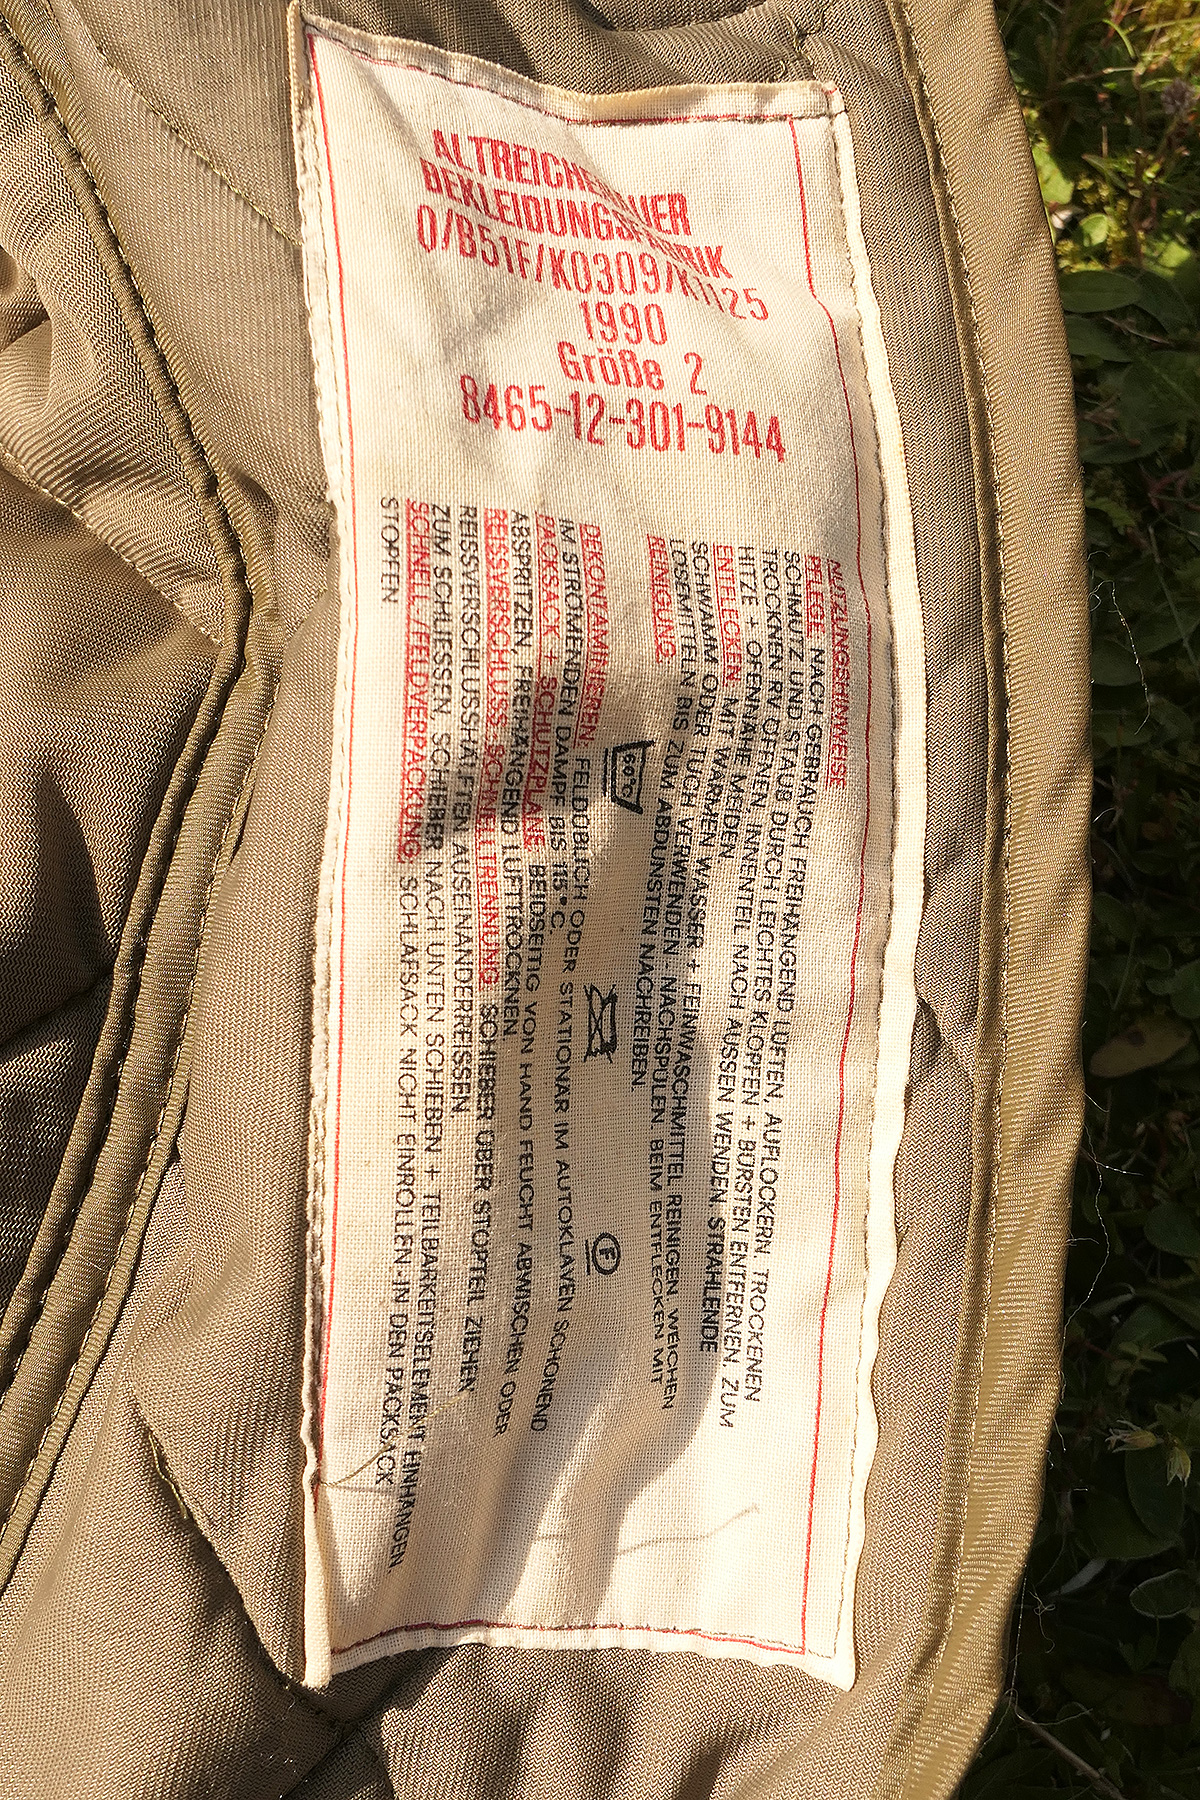 ALTREICHENAUER
BEKLEIDUNGSFABRIK
0/B51F/K0309/K1125
1990
Größe 2
8465-12-301-9144
NUTZUNGSHINWEISE
PFLEGE: NACH GEBRAUCH FREIHÄNGEND LÜFTEN, AUFLOCKERN, TROCKENEN
SCHMUTZ UND STAUB DURCH LEICHTES KLOPFEN + BÜRSTEN ENTFERNEN. ZUM
TROCKNEN RV ÖFFNEN, INNENTEIL NACH AUSSEN WENDEN, STRAHLENDE
HITZE + OFENNÄHE MEIDEN
ENTFLECKEN: MIT WARMEN WASSER + FEINWASCHMITTEL REINIGEN, WEICHEN
SCHWAMM ODER TUCH VERWENDEN - NACHSPÜLEN BEIM ENTFLECKEN MIT
LÖSEMITTELN BIS ZUM ABDUNSTEN NACHREIBEN
REINIGUNG:
60°C
F
DEKONTAMINIEREN: FELDÜBLICH ODER STATIONÄR IM AUTOKLAVEN SCHONEND
IM STRÖMENDEN DAMPF BIS 115° C
PACKSACK + SCHUTZPLANE: BEIDSEITIG VON HAND FEUCHT ABWISCHEN ODER
ABSPRITZEN, FREIHÄNGEND LUFTTROCKNEN
REISSVERSCHLUSS: SCHNELLTRENNUNG: SCHIEBER ÜBER STOPTEIL ZIEHEN
REISSVERSCHLUSSHÄLFTEN AUSEINANDERREISSEN
ZUM SCHLIESSEN, SCHIEBER NACH UNTEN SCHIEBEN + TEILBARKEITSELEMENT EINHÄNGEN.
SCHNELL-/FELDVERPACKUNG: SCHLAFSACK NICHT EINROLLEN-IN DEN PACKSACK
STOPFEN